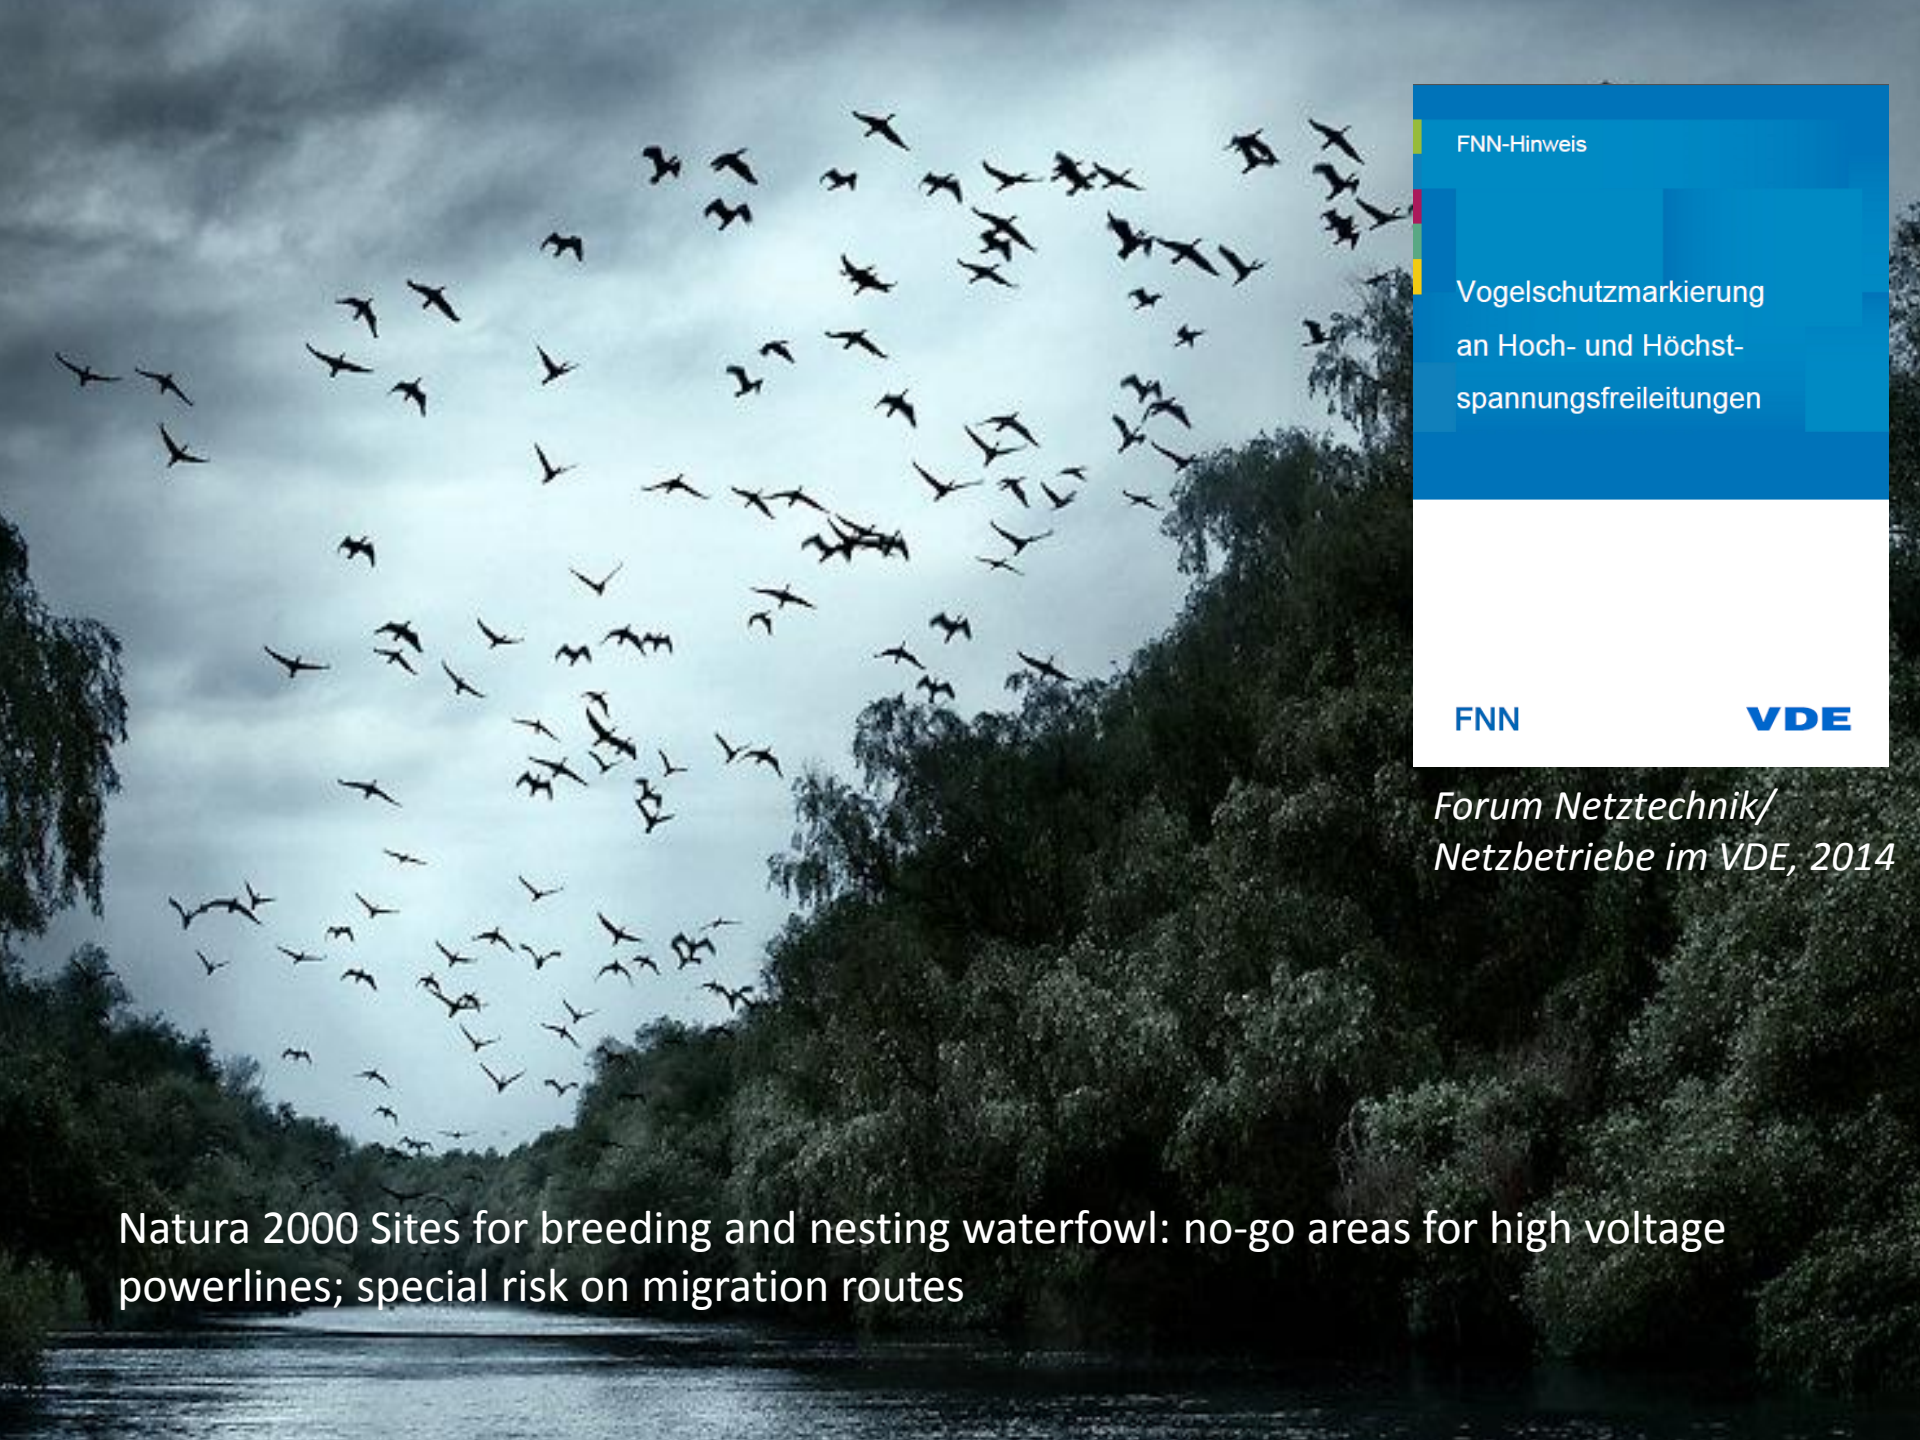 FNN-Hinweis
Vogelschutzmarkierung
an Hoch- und Höchst-
spannungsfreileitungen
FNN
VDE
Forum Netztechnik/
Netzbetriebe im VDE, 2014
Natura 2000 Sites for breeding and nesting waterfowl: no-go areas for high voltage
powerlines; special risk on migration routes